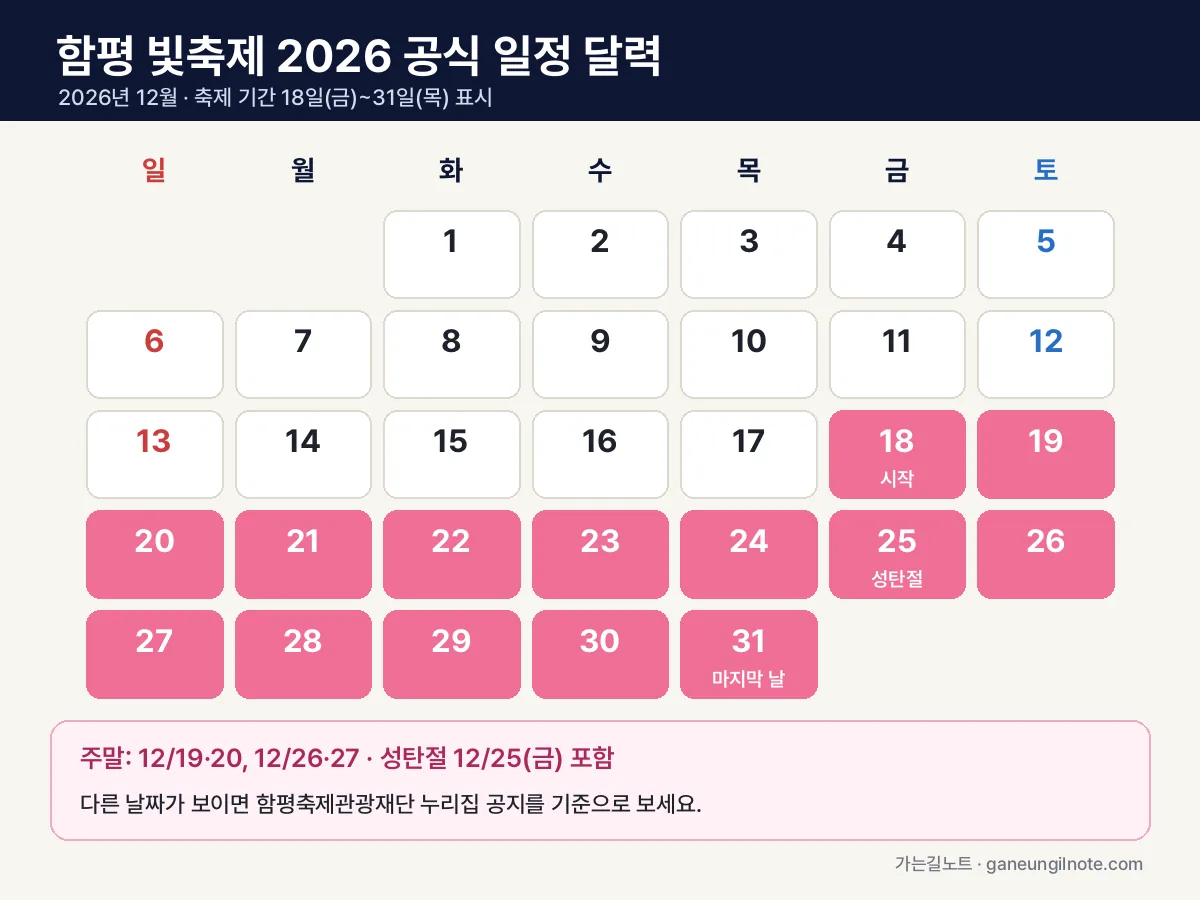 함평 빛축제 2026 공식 일정 달력
2026년 12월 · 축제 기간 18일(금)~31일(목) 표시
일 월 화 수 목 금 토
1 2 3 4 5
6 7 8 9 10 11 12
13 14 15 16 17 18 19
시작
20 21 22 23 24 25 26
성탄절
27 28 29 30 31
마지막 날
주말: 12/19·20, 12/26·27 · 성탄절 12/25(금) 포함
다른 날짜가 보이면 함평축제관광재단 누리집 공지를 기준으로 보세요.
가는길노트 · ganeungilnote.com